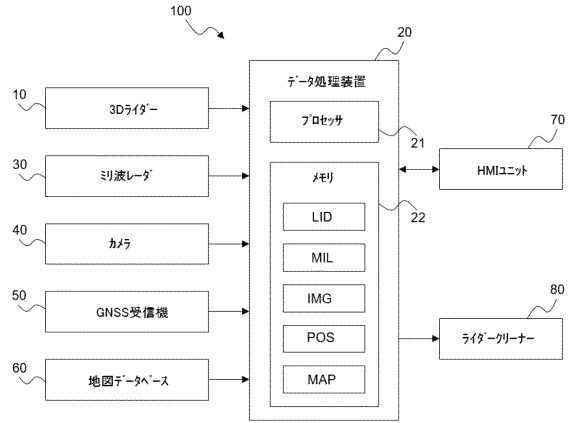 100
20
データ処理装置
10
3Dライダー
プロセッサ
21
30
ミリ波レーダ
70
HMIユニット
メモリ
22
LID
40
カメラ
MIL
50
GNSS受信機
IMG
80
ライダークリーナー
POS
60
地図データベース
MAP